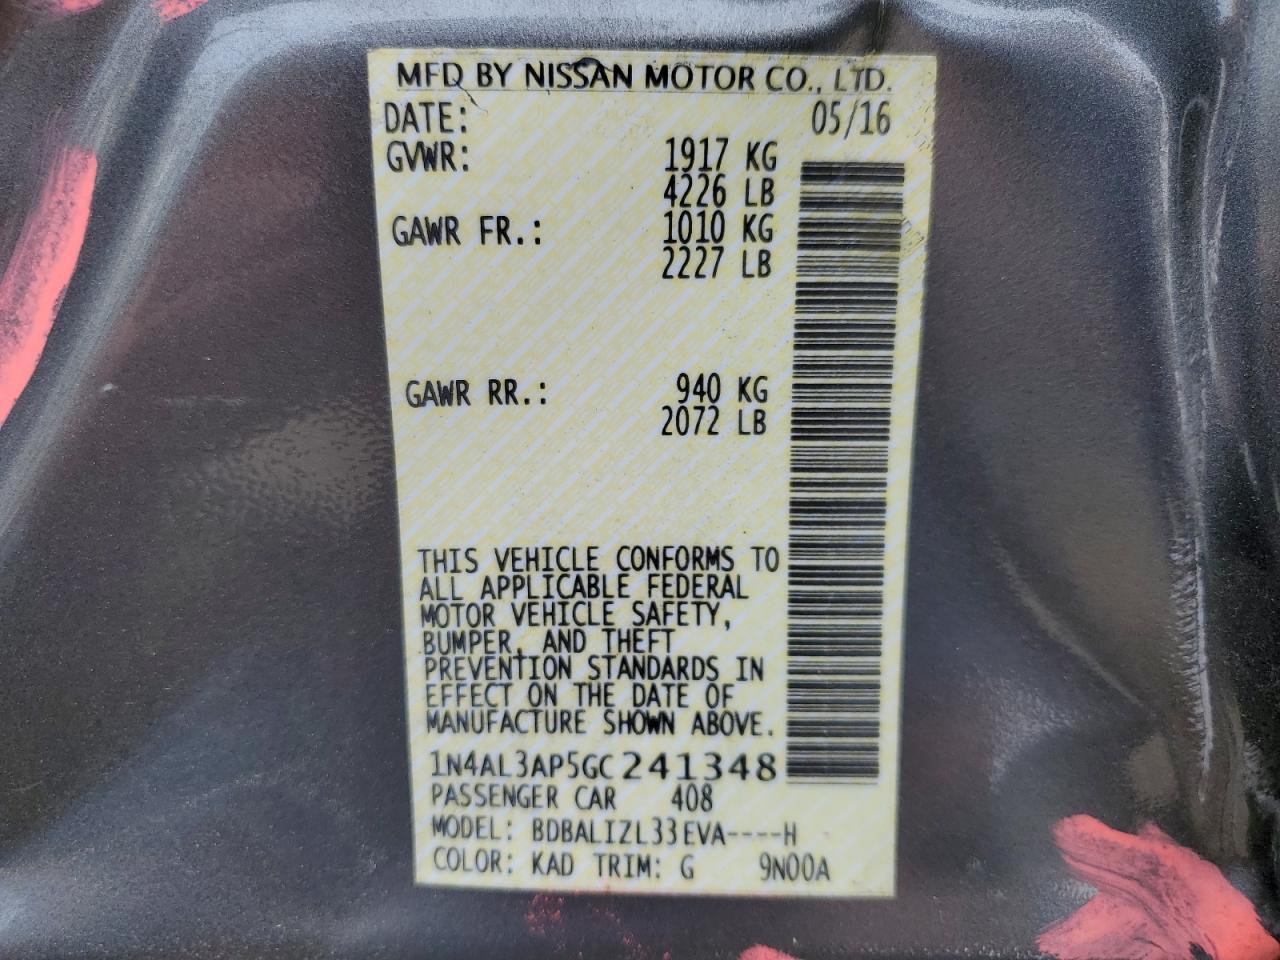 MFD BY NISSAN MOTOR CO., LTD.
DATE: 05/16
GVWR: 1917 KG
4226 LB
GAWR FR.: 1010 KG
2227 LB
GAWR RR.: 940 KG
2072 LB
THIS VEHICLE CONFORMS TO
ALL APPLICABLE FEDERAL
MOTOR VEHICLE SAFETY,
BUMPER, AND THEFT
PREVENTION STANDARDS IN
EFFECT ON THE DATE OF
MANUFACTURE SHOWN ABOVE.
1N4AL3AP5GC241348
PASSENGER CAR 408
MODEL: BDBALIZL33EVA----H
COLOR: KAD TRIM: G 9N00A